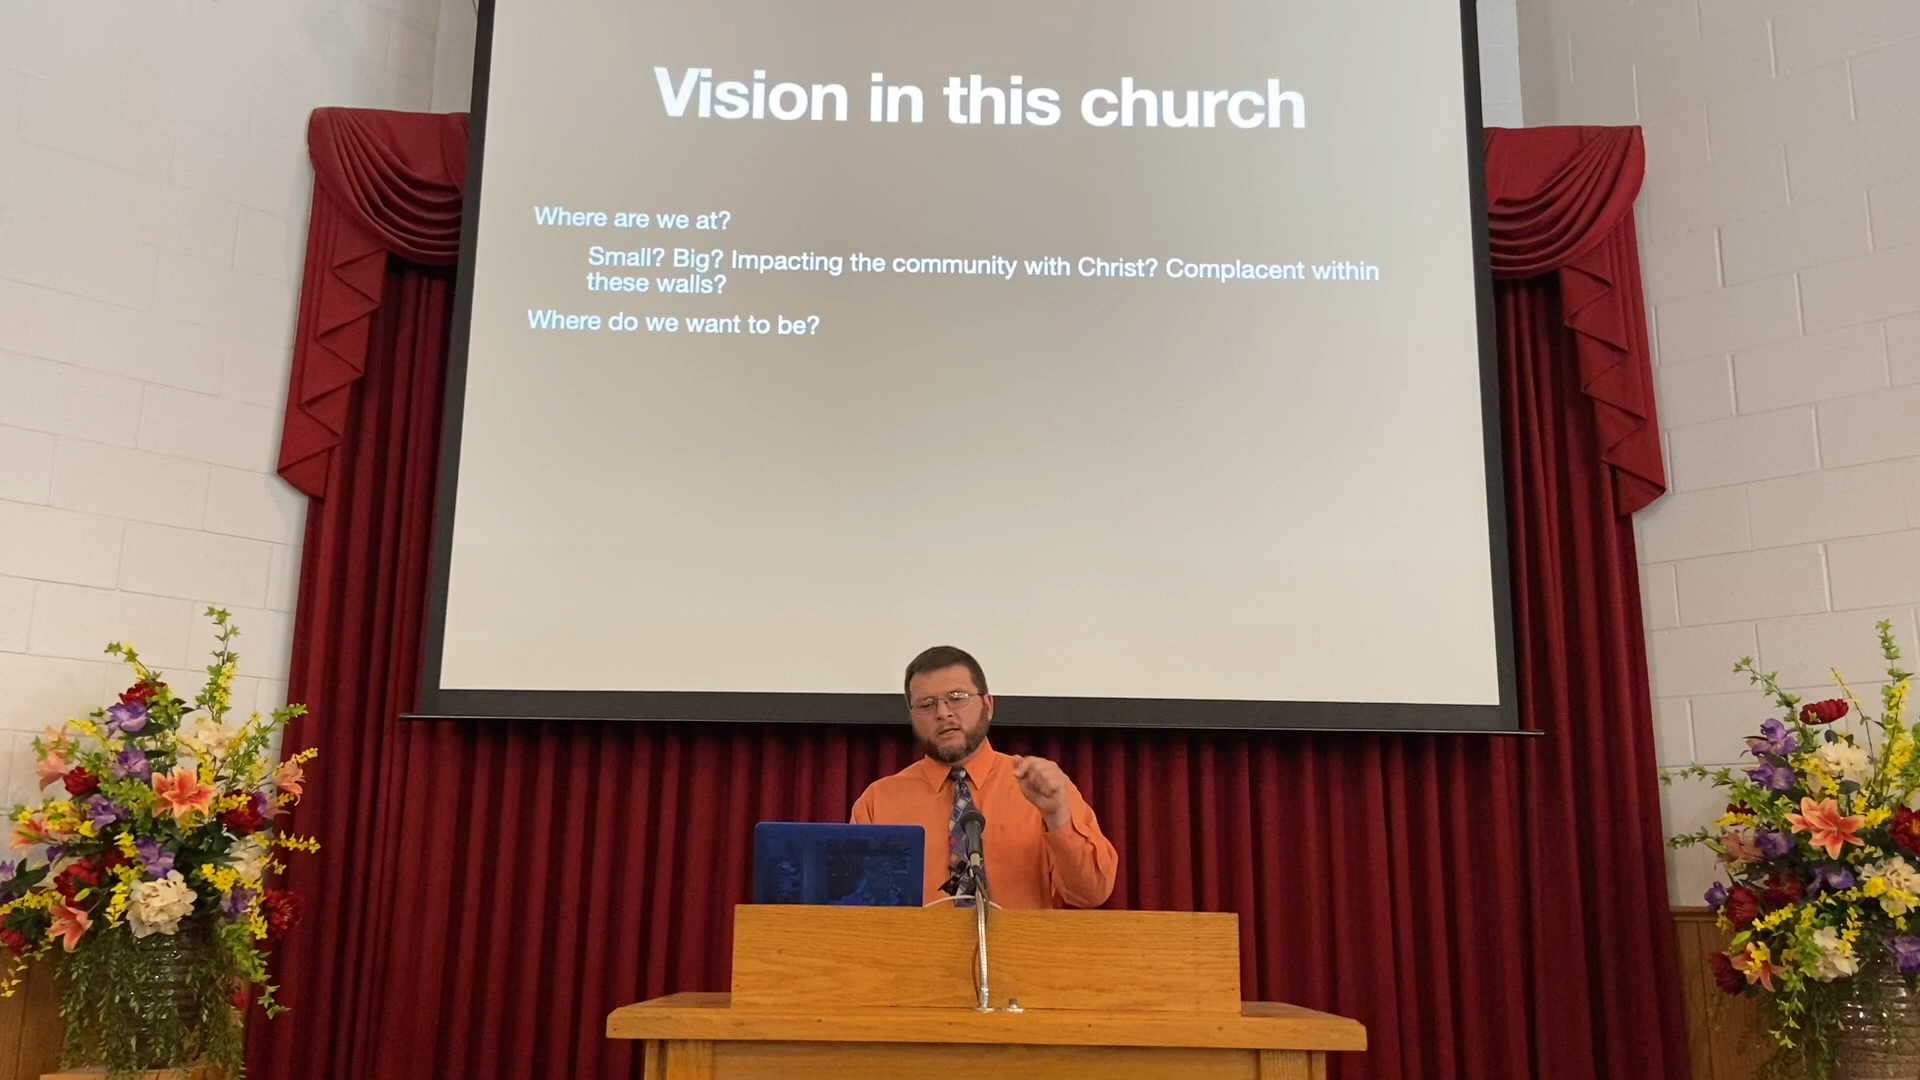 Vision in this church
Where are we at?
Small? Big? Impacting the community with Christ? Complacent within
these walls?
Where do we want to be?